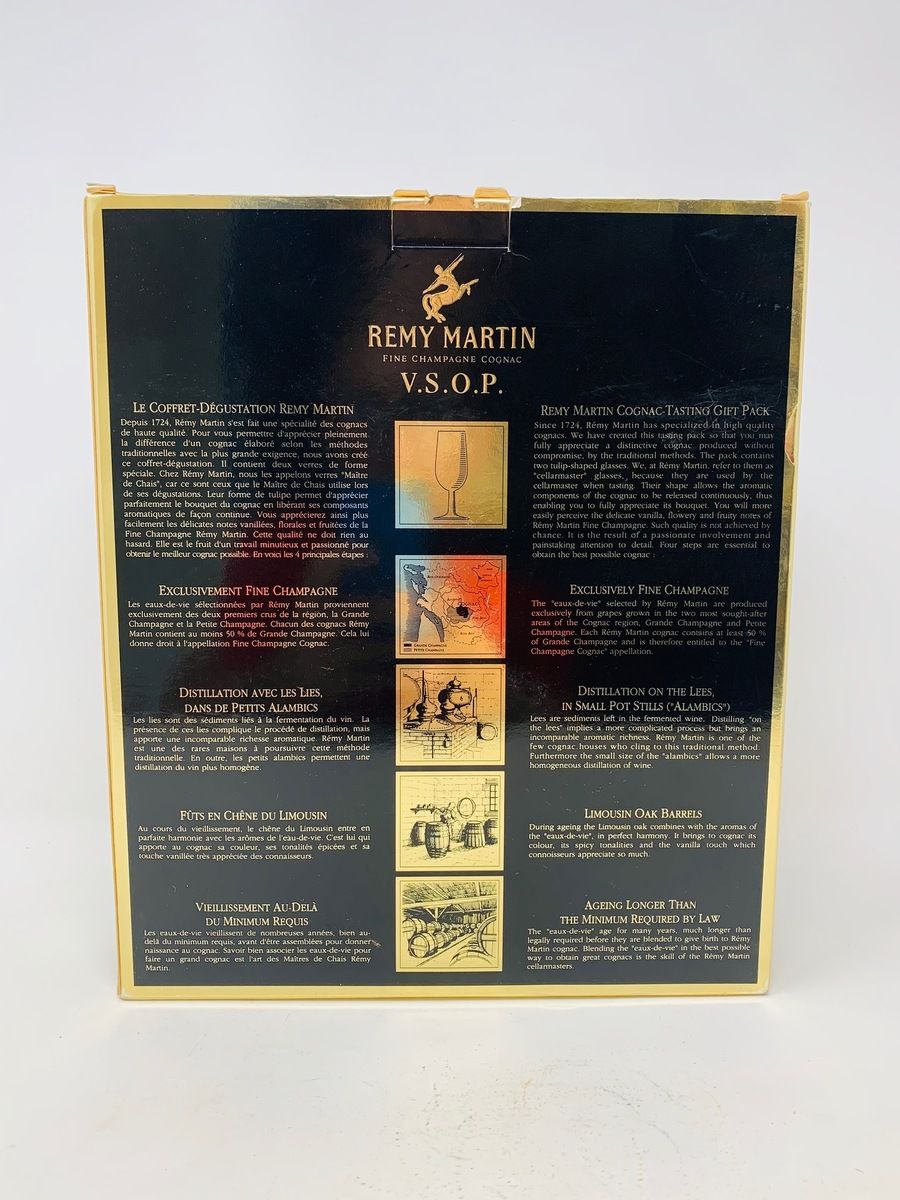 REMY MARTIN
FINE CHAMPAGNE COGNAC
V.S.O.P.
LE COFFRET-DÉGUSTATION REMY MARTIN
Depuis 1724, Rémy Martin s'est fait une spécialité des cognacs
de haute qualité. Pour vous permettre d'apprécier pleinement
la différence d'un cognac élaboré selon les méthodes
traditionnelles avec la plus grande exigence, nous avons créé
ce coffret-dégustation. Il contient deux verres de forme
spéciale. Chez Rémy Martin, nous les appelons verres "Maître
de Chais", car ce sont ceux que le Maître de Chais utilise lors
de ses dégustations. Leur forme de tulipe permet d'apprécier
parfaitement le bouquet du cognac en libérant ses composants
aromatiques de façon continue. Vous apprécierez ainsi plus
facilement les délicates notes vanillées, florales et fruitées de la
Fine Champagne Rémy Martin. Cette qualité ne doit rien au
hasard. Elle est le fruit d'un travail minutieux et passionné pour
obtenir le meilleur cognac possible. En voici les 4 principales étapes :
EXCLUSIVEMENT FINE CHAMPAGNE
Les eaux-de-vie sélectionnées par Rémy Martin proviennent
exclusivement des deux premiers crus de la région, la Grande
Champagne et la Petite Champagne. Chacun des cognacs Rémy
Martin contient au moins 50 % de Grande Champagne. Cela lui
donne droit à l'appellation Fine Champagne Cognac.
DISTILLATION AVEC LES LIES,
DANS DE PETITS ALAMBICS
Les lies sont des sédiments liés à la fermentation du vin. La
présence de ces lies complique le procédé de distillation, mais
apporte une incomparable richesse aromatique. Rémy Martin
est une des rares maisons à poursuivre cette méthode
traditionnelle. En outre, les petits alambics permettent une
distillation du vin plus homogène.
FÛTS EN CHÊNE DU LIMOUSIN
Au cours du vieillissement, le chêne du Limousin entre en
parfaite harmonie avec les arômes de l'eau-de-vie. C'est lui qui
apporte au cognac sa couleur, ses tonalités épicées et sa
touche vanillée très appréciée des connaisseurs.
VIEILLISSEMENT AU-DELÀ
DU MINIMUM REQUIS
Les eaux-de-vie vieillissent de nombreuses années, bien au-
delà du minimum requis, avant d'être assemblées pour donner
naissance au cognac. Savoir bien associer les eaux-de-vie pour
faire un grand cognac est l'art des Maîtres de Chais Rémy
Martin.
GRANDE CHAMPAGNE
PETITE CHAMPAGNE
REMY MARTIN COGNAC-TASTING GIFT PACK
Since 1724, Rémy Martin has specialized in high quality
cognacs. We have created this tasting pack so that you may
fully appreciate a distinctive cognac produced without
compromise, by the traditional methods. The pack contains
two tulip-shaped glasses. We, at Rémy Martin, refer to them as
"cellarmaster" glasses, because they are used by the
cellarmaster when tasting. Their shape allows the aromatic
components of the cognac to be released continuously, thus
enabling you to fully appreciate its bouquet. You will more
easily perceive the delicate vanilla, flowery and fruity notes of
Rémy Martin Fine Champagne. Such quality is not achieved by
chance. It is the result of a passionate involvement and
painstaking attention to detail. Four steps are essential to
obtain the best possible cognac :
EXCLUSIVELY FINE CHAMPAGNE
The "eaux-de-vie" selected by Rémy Martin are produced
exclusively from grapes grown in the two most sought-after
areas of the Cognac region, Grande Champagne and Petite
Champagne. Each Rémy Martin cognac contains at least 50 %
of Grande Champagne and is therefore entitled to the "Fine
Champagne Cognac" appellation.
DISTILLATION ON THE LEES,
IN SMALL POT STILLS ("ALAMBICS")
Lees are sediments left in the fermented wine. Distilling "on
the lees" implies a more complicated process but brings an
incomparable aromatic richness. Rémy Martin is one of the
few cognac houses who cling to this traditional method.
Furthermore the small size of the "alambics" allows a more
homogeneous distillation of wine.
LIMOUSIN OAK BARRELS
During ageing the Limousin oak combines with the aromas of
the "eaux-de-vie", in perfect harmony. It brings to cognac its
colour, its spicy tonalities and the vanilla touch which
connoisseurs appreciate so much.
AGEING LONGER THAN
THE MINIMUM REQUIRED BY LAW
The "eaux-de-vie" age for many years, much longer than
legally required before they are blended to give birth to Rémy
Martin cognac. Blending the "eaux-de-vie" in the best possible
way to obtain great cognacs is the skill of the Rémy Martin
cellarmasters.